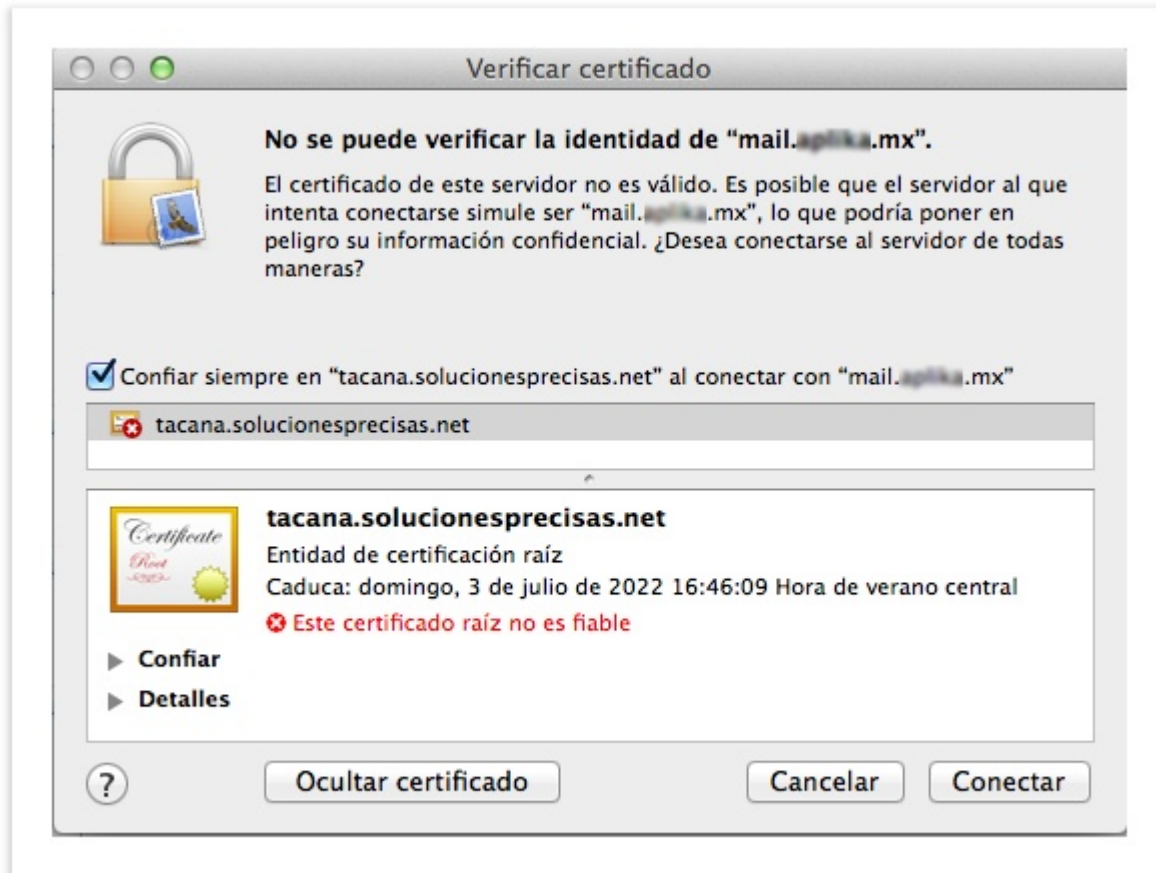 Verificar certificado
No se puede verificar la identidad de “mail. .mx”.
El certificado de este servidor no es válido. Es posible que el servidor al que
intenta conectarse simule ser “mail. .mx”, lo que podría poner en
peligro su información confidencial. ¿Desea conectarse al servidor de todas
maneras?
Confiar siempre en “tacana.solucionesprecisas.net” al conectar con “mail. .mx”
tacana.solucionesprecisas.net
Certificate
Root
tacana.solucionesprecisas.net
Entidad de certificación raíz
Caduca: domingo, 3 de julio de 2022 16:46:09 Hora de verano central
Este certificado raíz no es fiable
Confiar
Detalles
?
Ocultar certificado
Cancelar
Conectar